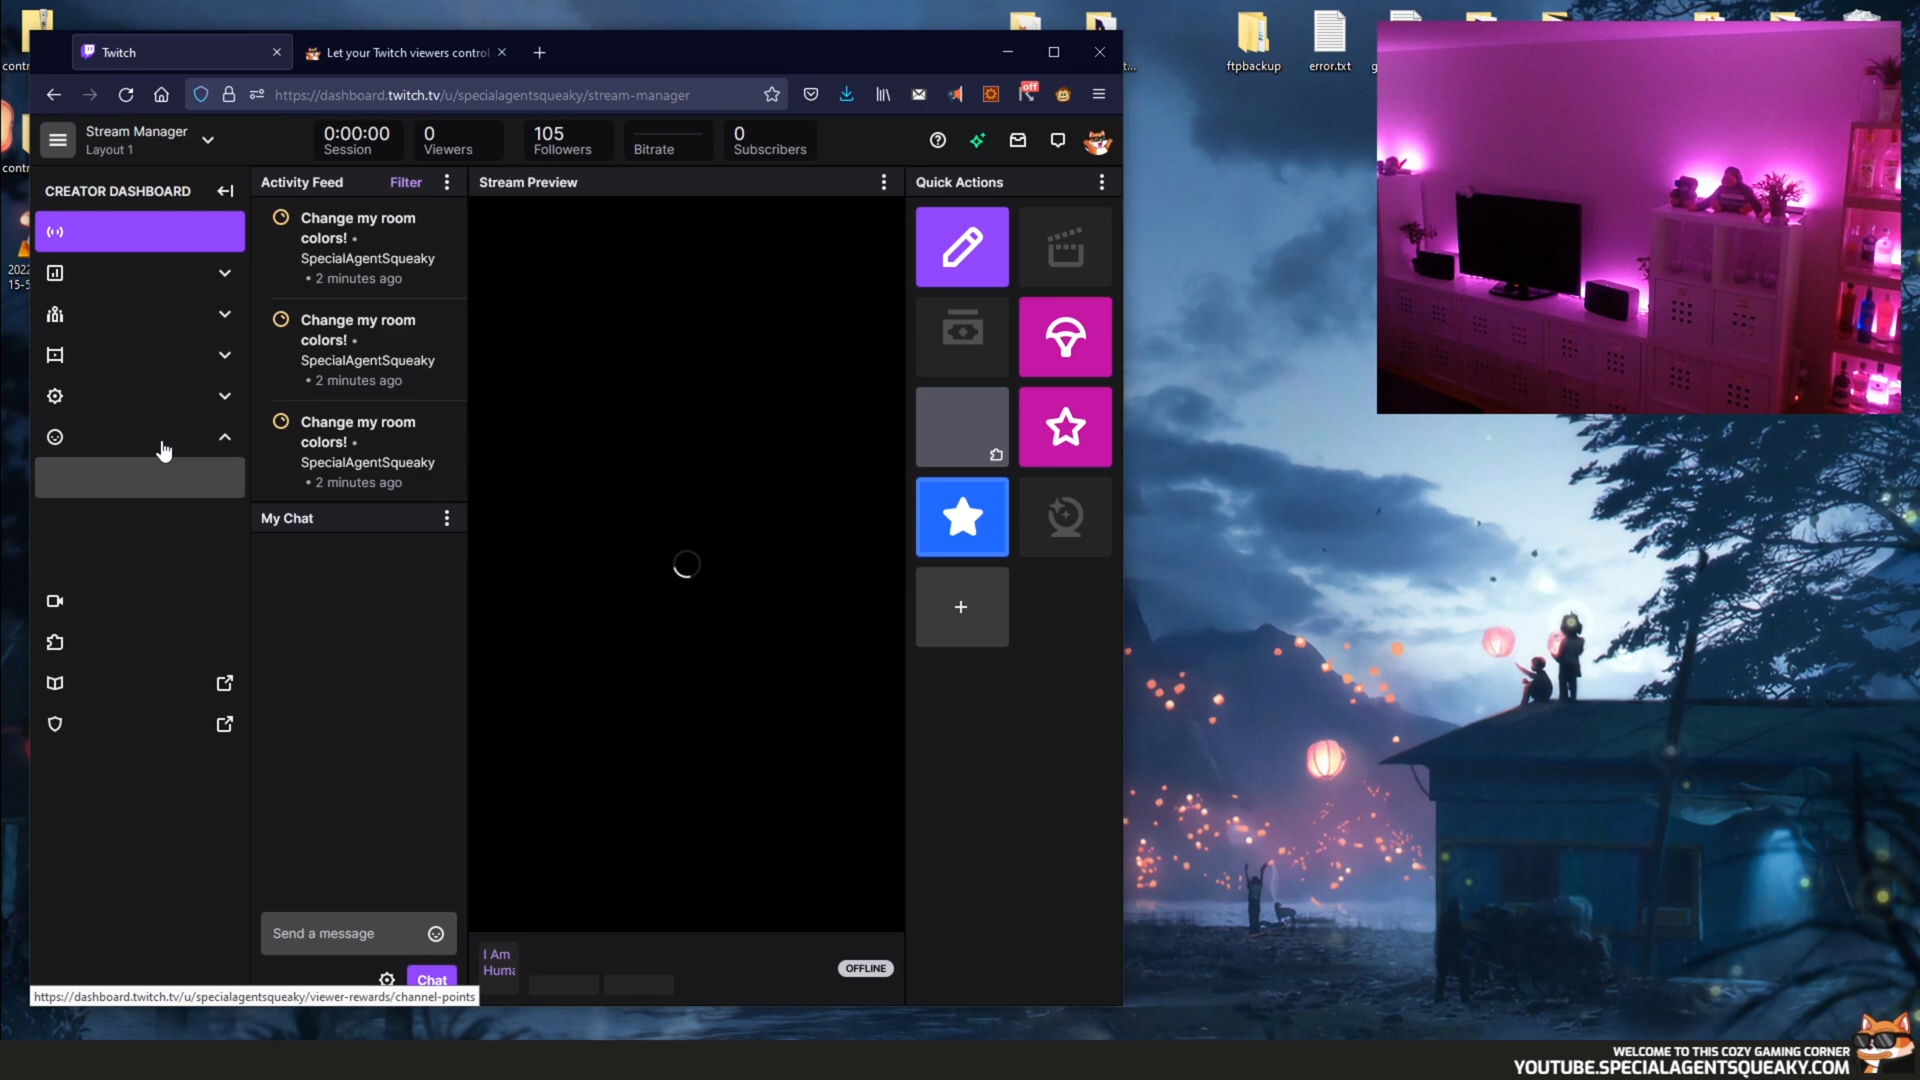 Twitch
Let your Twitch viewers control
https://dashboard.twitch.tv/u/specialagentsqueaky/stream-manager
off
Stream Manager
Layout 1
0:00:00
Session
0
Viewers
105
Followers
Bitrate
0
Subscribers
CREATOR DASHBOARD
Activity Feed
Filter
Stream Preview
Quick Actions
Change my room
colors! •
SpecialAgentSqueaky
• 2 minutes ago
Change my room
colors! •
SpecialAgentSqueaky
• 2 minutes ago
Change my room
colors! •
SpecialAgentSqueaky
• 2 minutes ago
My Chat
Send a message
Chat
I Am
Huma
OFFLINE
https://dashboard.twitch.tv/u/specialagentsqueaky/viewer-rewards/channel-points
contr
contr
2022
15-5
ftpbackup
error.txt
WELCOME TO THIS COZY GAMING CORNER
YOUTUBE.SPECIALAGENTSQUEAKY.COM